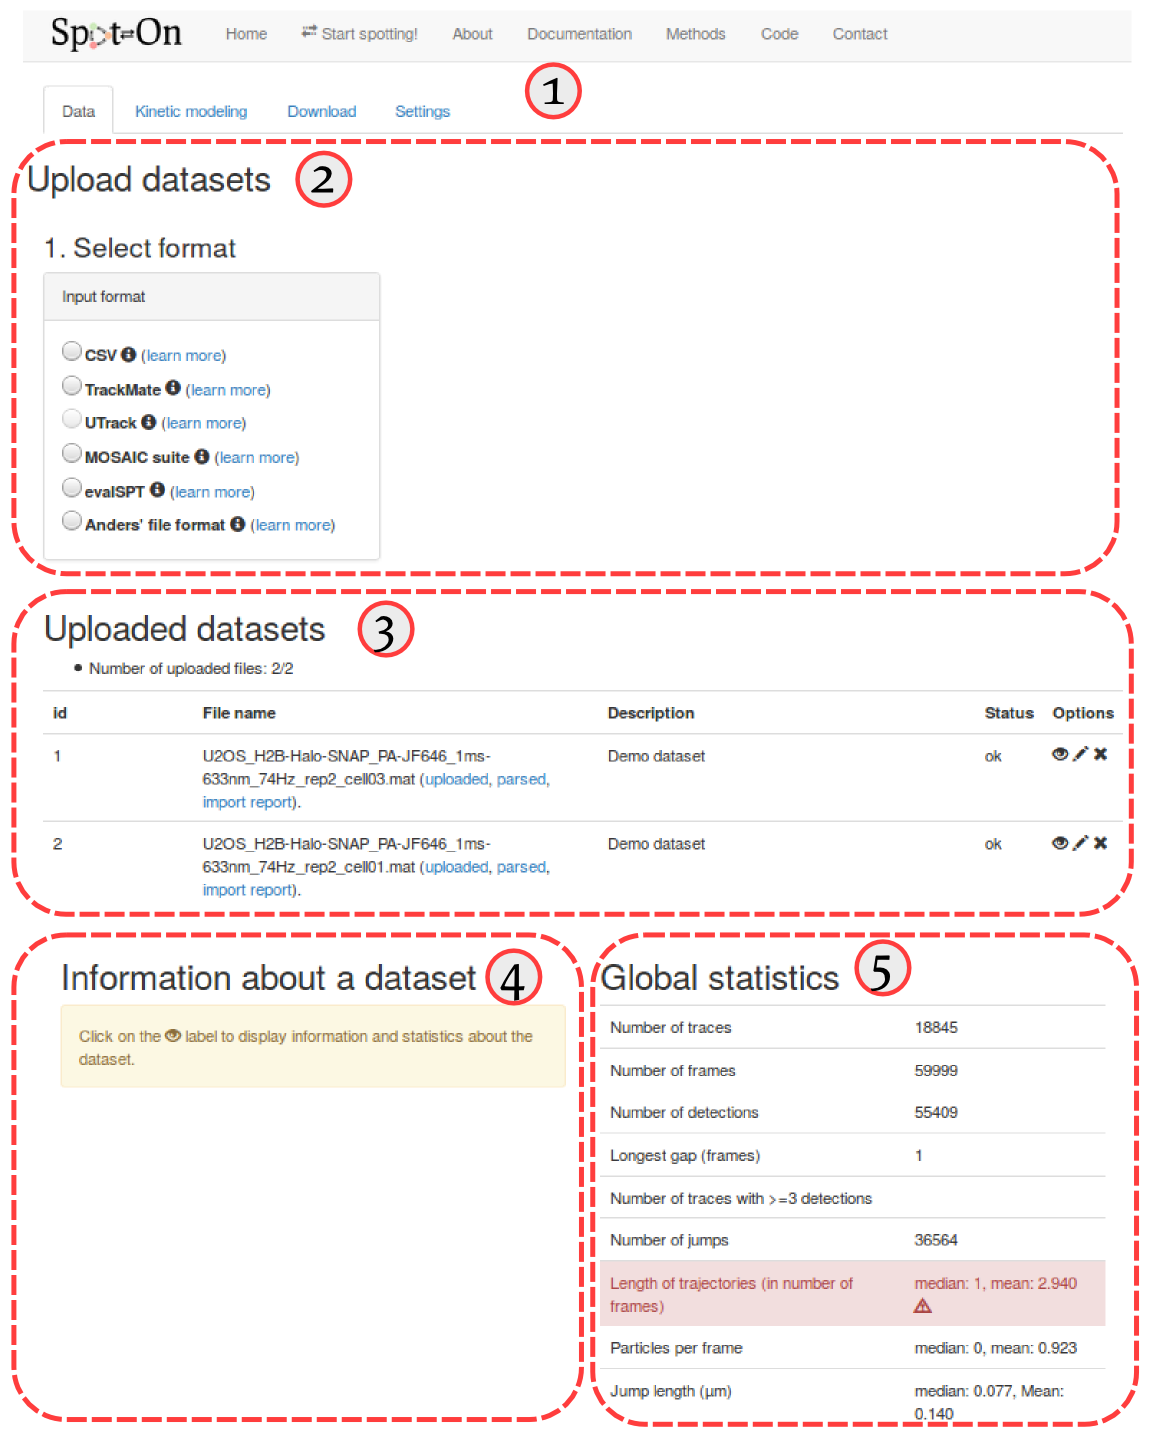 Spot-On Home Start spotting! About Documentation Methods Code Contact
1
Data Kinetic modeling Download Settings
Upload datasets 2
1. Select format
Input format
CSV (learn more)
TrackMate (learn more)
UTrack (learn more)
MOSAIC suite (learn more)
evalSPT (learn more)
Anders' file format (learn more)
Uploaded datasets 3
• Number of uploaded files: 2/2
id File name Description Status Options
1 U2OS_H2B-Halo-SNAP_PA-JF646_1ms- Demo dataset ok
633nm_74Hz_rep2_cell03.mat (uploaded, parsed,
import report).
2 U2OS_H2B-Halo-SNAP_PA-JF646_1ms- Demo dataset ok
633nm_74Hz_rep2_cell01.mat (uploaded, parsed,
import report).
Information about a dataset 4
Click on the label to display information and statistics about the
dataset.
Global statistics 5
Number of traces 18845
Number of frames 59999
Number of detections 55409
Longest gap (frames) 1
Number of traces with >=3 detections
Number of jumps 36564
Length of trajectories (in number of median: 1, mean: 2.940
frames)
Particles per frame median: 0, mean: 0.923
Jump length (µm) median: 0.077, Mean:
0.140